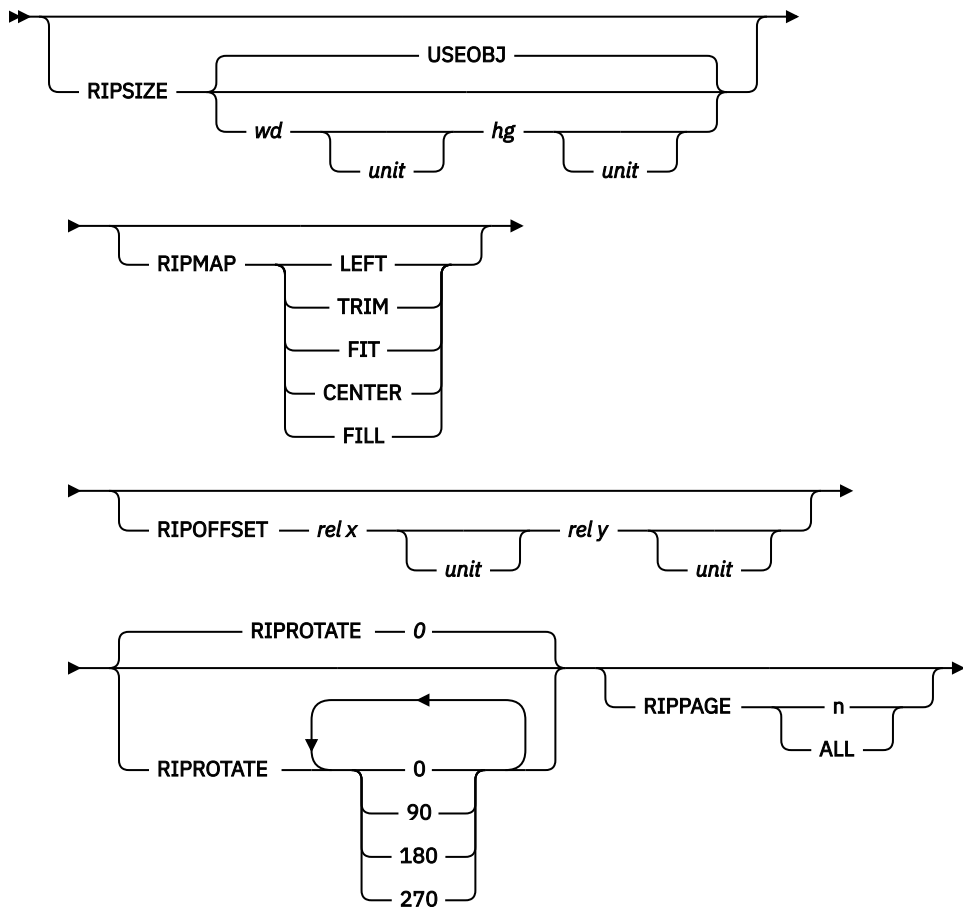 USEOBJ
RIPSIZE
wd hg
unit unit
RIPMAP LEFT
TRIM
FIT
CENTER
FILL
RIPOFFSET rel x rel y
unit unit
RIPROTATE 0
RIPPAGE n
ALL
RIPROTATE 0
90
180
270